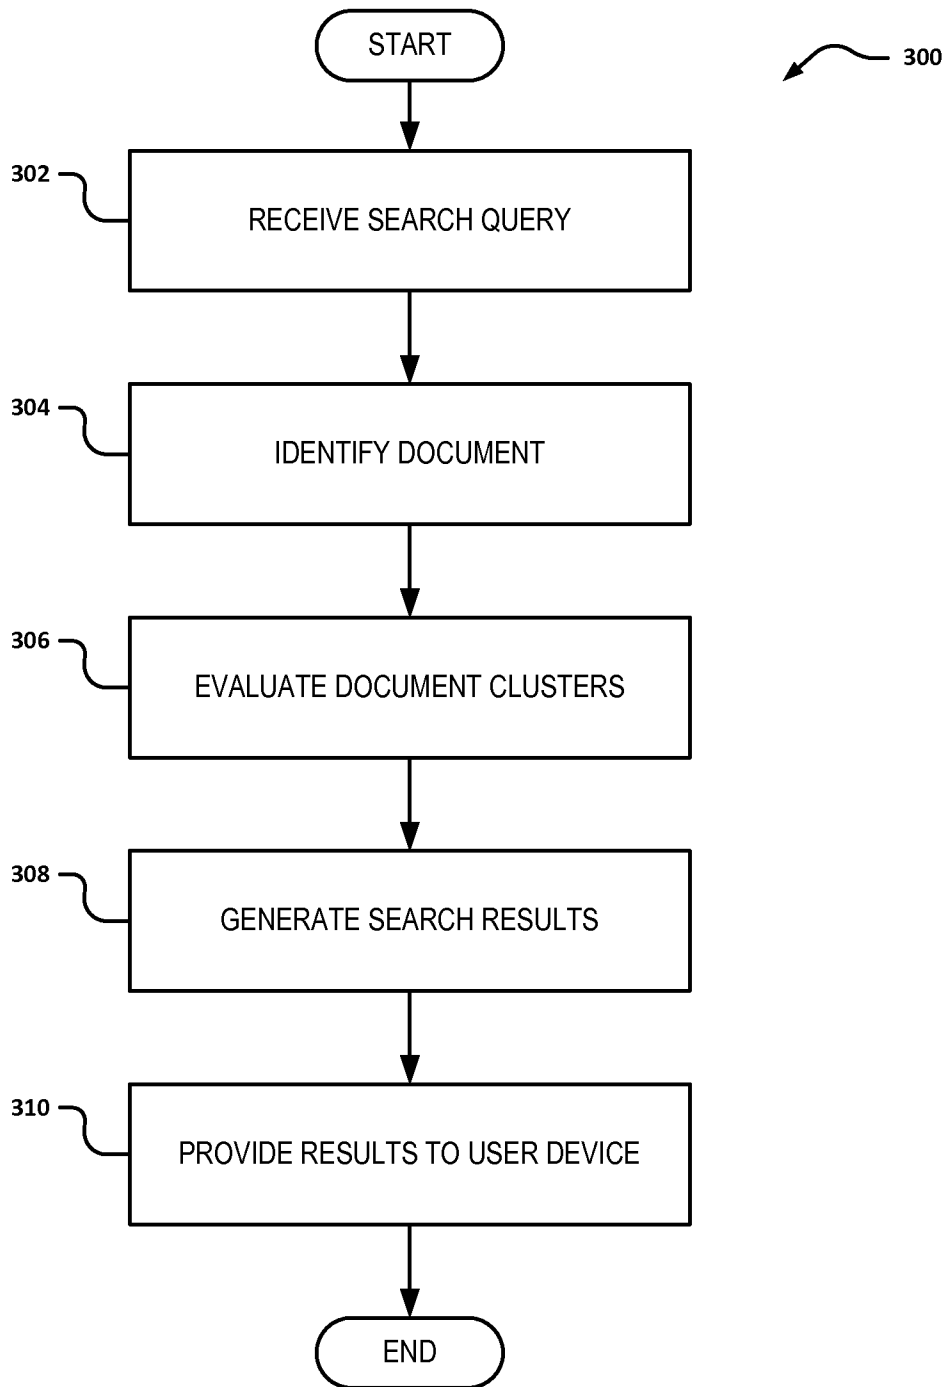 START
300
302
RECEIVE SEARCH QUERY
304
IDENTIFY DOCUMENT
306
EVALUATE DOCUMENT CLUSTERS
308
GENERATE SEARCH RESULTS
310
PROVIDE RESULTS TO USER DEVICE
END